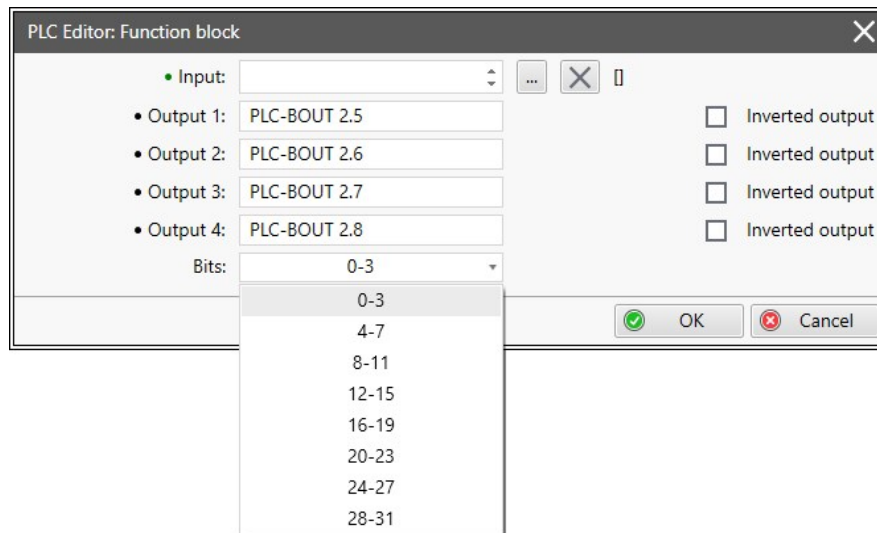 PLC Editor: Function block
• Input: ... []
• Output 1: PLC-BOUT 2.5 Inverted output
• Output 2: PLC-BOUT 2.6 Inverted output
• Output 3: PLC-BOUT 2.7 Inverted output
• Output 4: PLC-BOUT 2.8 Inverted output
Bits: 0-3
0-3
OK Cancel
4-7
8-11
12-15
16-19
20-23
24-27
28-31